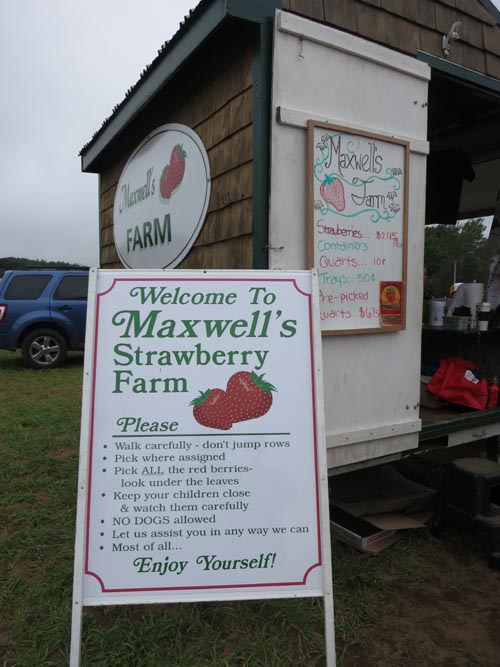 Maxwell's
FARM
Maxwell's
Farm
Strawberries...
Containers
Quarts... 10¢
Trays... 50¢
Pre-picked
Quarts...
Welcome To
Maxwell's
Strawberry
Farm
Please
• Walk carefully - don't jump rows
• Pick where assigned
• Pick ALL the red berries-
look under the leaves
• Keep your children close
& watch them carefully
• NO DOGS allowed
• Let us assist you in any way we can
• Most of all...
Enjoy Yourself!